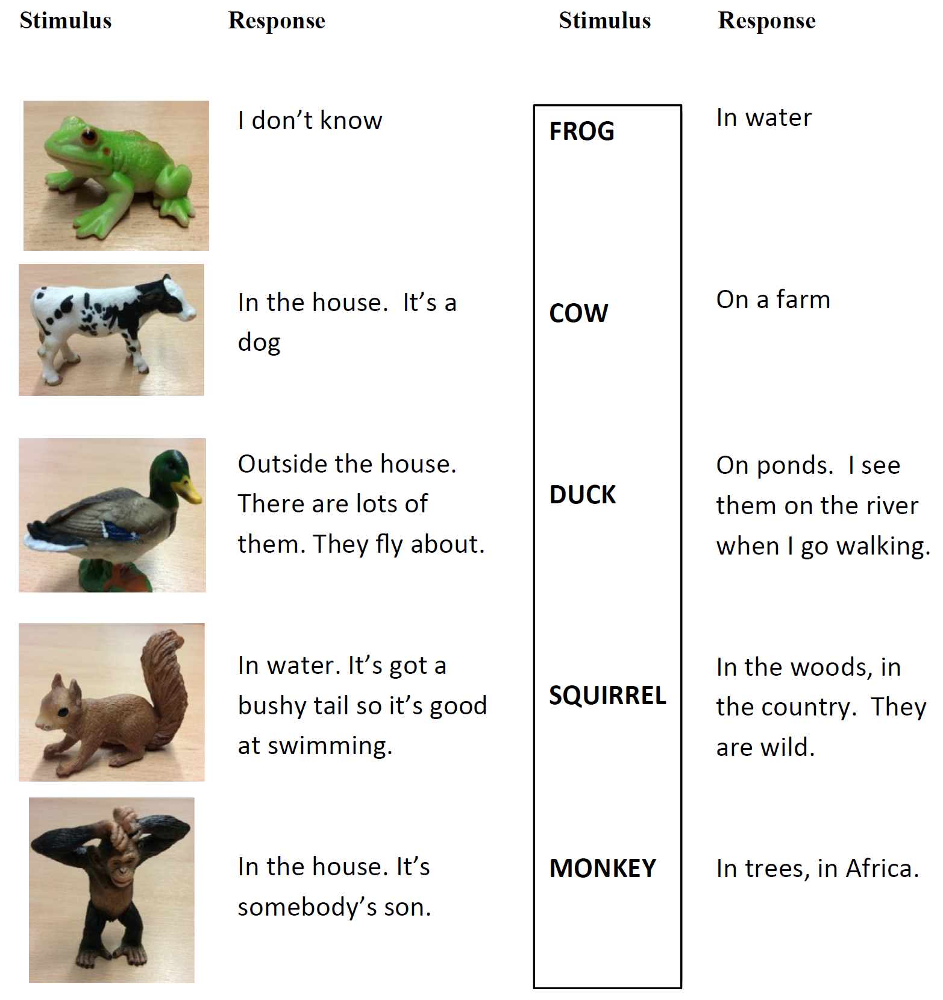 Stimulus Response Stimulus Response
I don’t know FROG In water
In the house.  It’s a
dog
COW On a farm
Outside the house.
There are lots of
them. They fly about.
DUCK
On ponds.  I see
them on the river
when I go walking.
In water. It’s got a
bushy tail so it’s good
at swimming.
SQUIRREL
In the woods, in
the country.  They
are wild.
In the house. It’s
somebody’s son.
MONKEY In trees, in Africa.